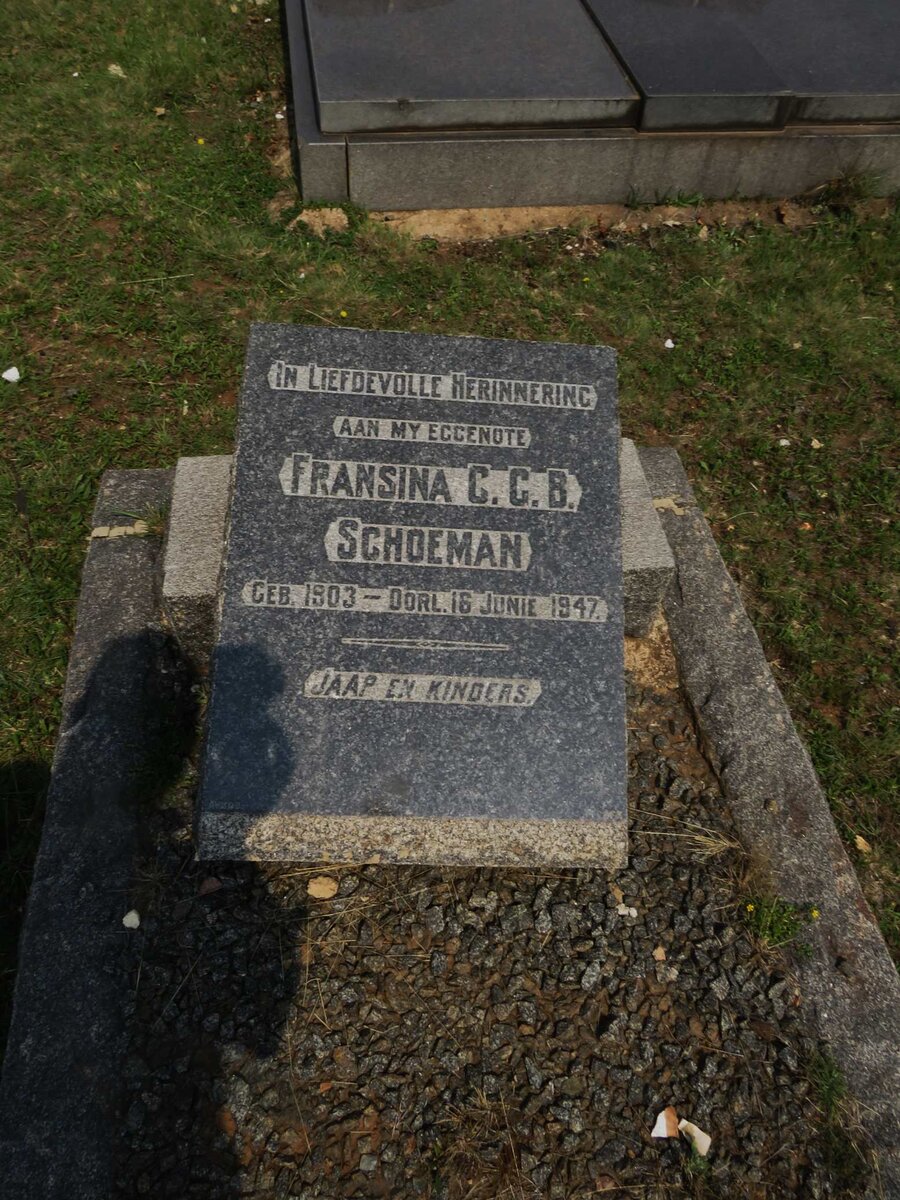 IN LIEFDEVOLLE HERINNERING
AAN MY EGGENOTE
FRANSINA C. C. B.
SCHOEMAN
GEB. 1903 – OORL. 16 JUNIE 1947.
JAAP EN KINDERS.